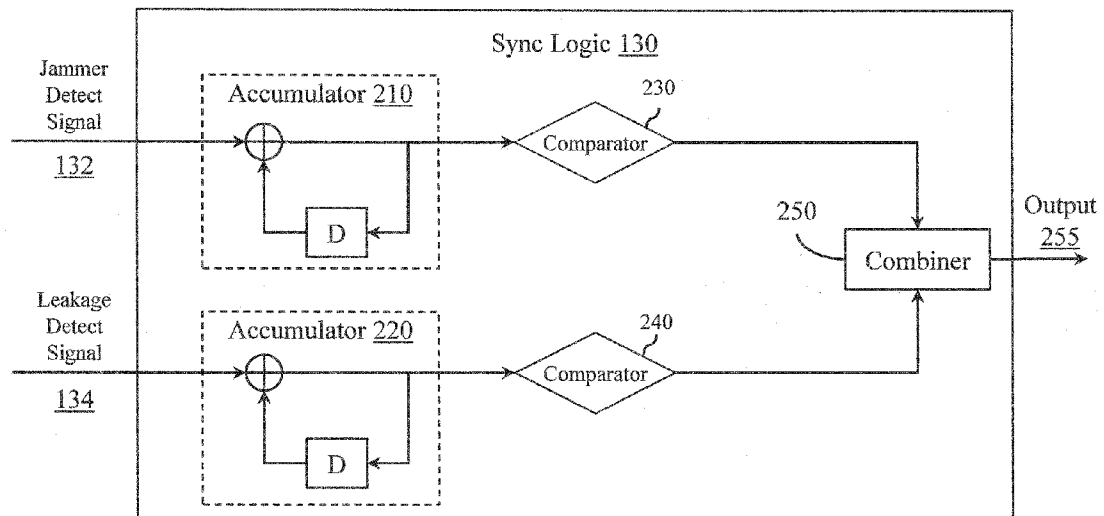 Sync Logic 130
Jammer
Detect
Signal
132
Accumulator 210
D
230
Comparator
250
Combiner
Output
255
Leakage
Detect
Signal
134
Accumulator 220
D
240
Comparator